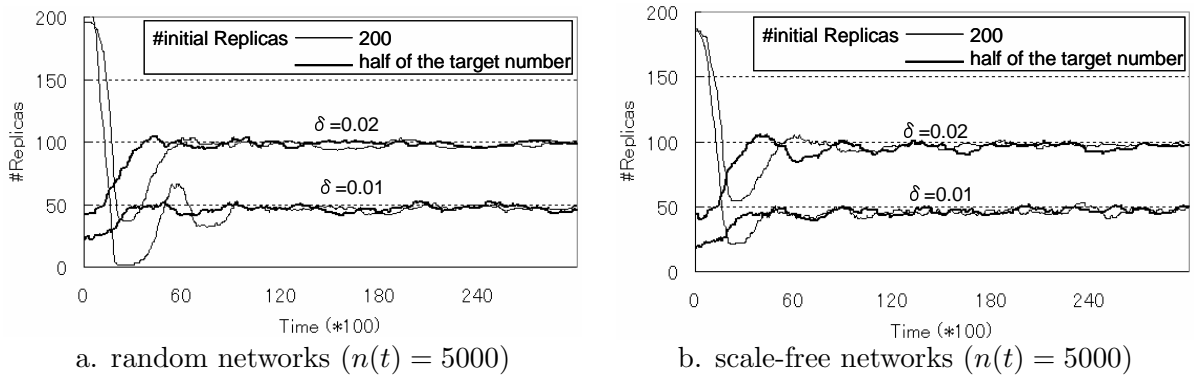 200
150
100
50
0
#Replicas
#initial Replicas
200
half of the target number
δ=0.02
δ=0.01
0
60
120
180
240
Time (*100)
a. random networks (n(t) = 5000)
200
150
100
50
0
#Replicas
#initial Replicas
200
half of the target number
δ=0.02
δ=0.01
0
60
120
180
240
Time (*100)
b. scale-free networks (n(t) = 5000)